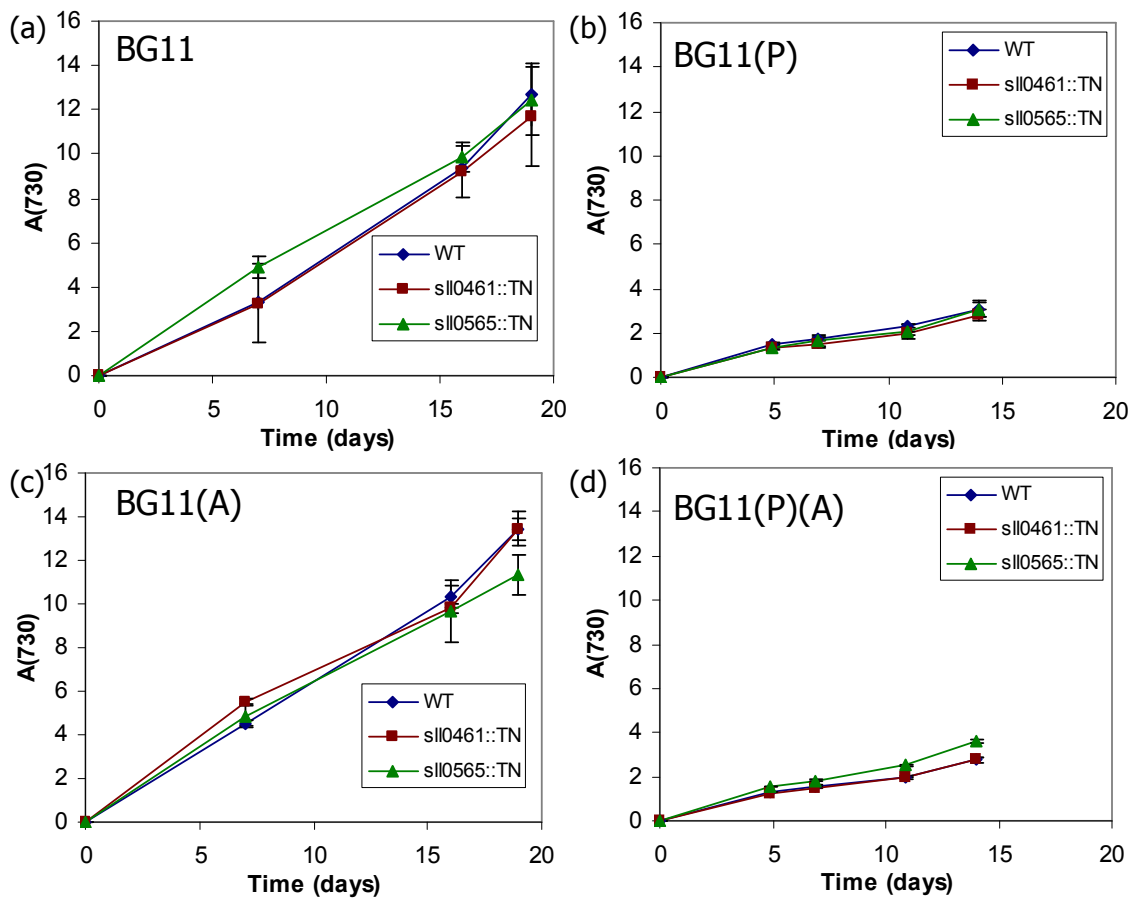 (a)
BG11
A(730)
16
14
12
10
8
6
4
2
0
WT
sll0461::TN
sll0565::TN
0 5 10 15 20
Time (days)
(b)
BG11(P)
A(730)
16
14
12
10
8
6
4
2
0
WT
sll0461::TN
sll0565::TN
0 5 10 15 20
Time (days)
(c)
BG11(A)
A(730)
16
14
12
10
8
6
4
2
0
WT
sll0461::TN
sll0565::TN
0 5 10 15 20
Time (days)
(d)
BG11(P)(A)
A(730)
16
14
12
10
8
6
4
2
0
WT
sll0461::TN
sll0565::TN
0 5 10 15 20
Time (days)